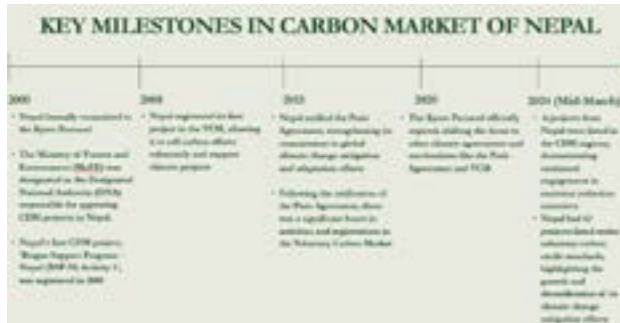 KEY MILESTONES IN CARBON MARKET OF NEPAL
2005
• Nepal formally committed to
the Kyoto Protocol
• The Ministry of Forests and
Environment (MoFE) was
designated as the Designated
National Authority (DNA)
responsible for approving
CDM projects in Nepal.
• Nepal's first CDM project,
'Biogas Support Program -
Nepal (BSP-N) Activity-1',
was registered in 2005
• Nepal registered its first
project in the VCM, allowing
it to sell carbon offsets
voluntarily and support
climate projects
• Nepal ratified the Paris
Agreement, strengthening its
commitment to global
climate change mitigation
and adaptation efforts
• Following the ratification of
the Paris Agreement, there
was a significant boost in
activities and registrations in
the Voluntary Carbon Market
2020
• The Kyoto Protocol officially
expired, shifting the focus to
other climate agreements and
mechanisms like the Paris
Agreement and VCM
2024 (Mid-March)
projects from
Nepal were listed in
the CDM registry,
demonstrating
continued
engagement in
emissions reduction
• Nepal had
projects listed under
voluntary carbon
credit standards,
highlighting the
growth and
diversification of its
climate change
mitigation efforts